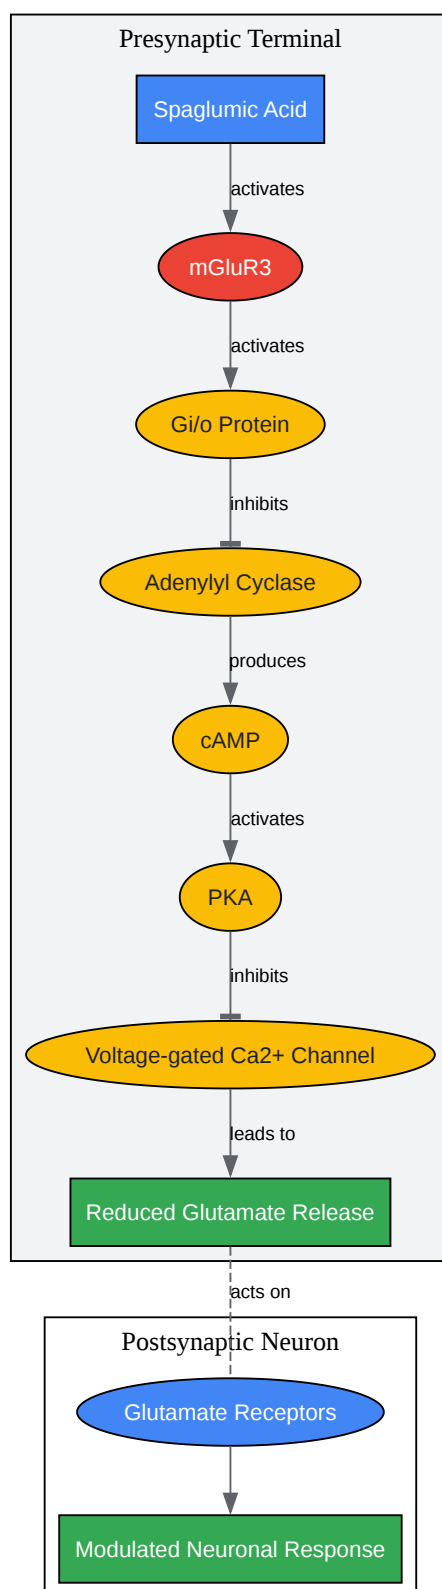 Presynaptic Terminal
Spaglumic Acid
activates
mGluR3
activates
Gi/o Protein
inhibits
Adenylyl Cyclase
produces
cAMP
activates
PKA
inhibits
Voltage-gated Ca2+ Channel
leads to
Reduced Glutamate Release
acts on
Postsynaptic Neuron
Glutamate Receptors
Modulated Neuronal Response